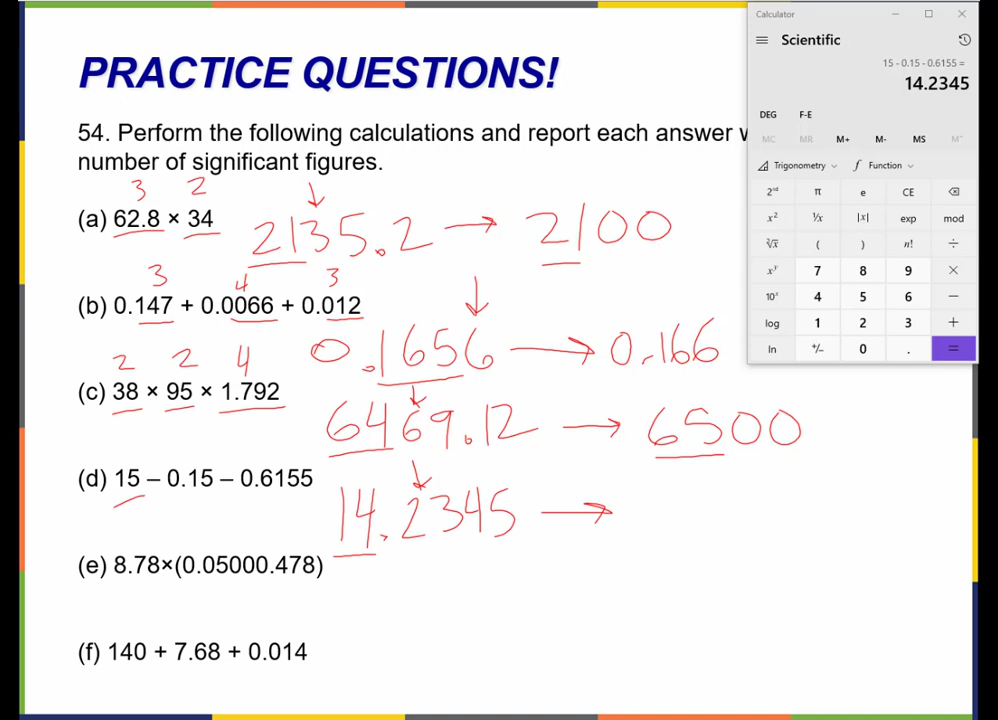 PRACTICE QUESTIONS!
54. Perform the following calculations and report each answer w
number of significant figures.
3 2
(a) 62.8 × 34 2135.2 → 2100
3 4 3
(b) 0.147 + 0.0066 + 0.012 0.1656 → 0.166
2 2 4
(c) 38 × 95 × 1.792 6469.12 → 6500
(d) 15 – 0.15 – 0.6155 14.2345 →
(e) 8.78×(0.05000.478)
(f) 140 + 7.68 + 0.014
Calculator
Scientific
15 - 0.15 - 0.6155 =
14.2345
DEG F-E
MC MR M+ M- MS M˅
Trigonometry Function
2ⁿᵈ π e CE
x² ¹/x |x| exp mod
²√x ( ) n! ÷
xʸ 7 8 9 ×
10ˣ 4 5 6 −
log 1 2 3 +
ln +/− 0 . =